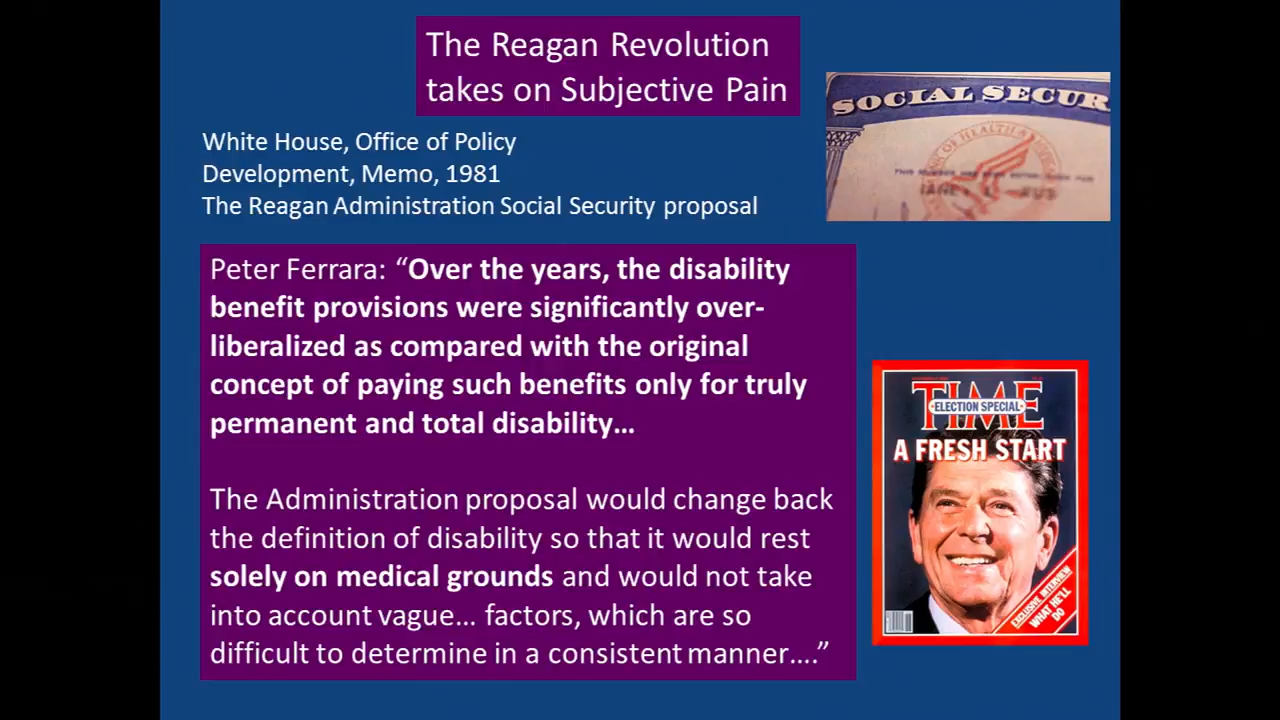 The Reagan Revolution
takes on Subjective Pain
White House, Office of Policy
Development, Memo, 1981
The Reagan Administration Social Security proposal
SOCIAL SECUR
OF HEALTH &
Peter Ferrara: “Over the years, the disability
benefit provisions were significantly over-
liberalized as compared with the original
concept of paying such benefits only for truly
permanent and total disability…
The Administration proposal would change back
the definition of disability so that it would rest
solely on medical grounds and would not take
into account vague… factors, which are so
difficult to determine in a consistent manner….”
TIME
ELECTION SPECIAL
A FRESH START
EXCLUSIVE INTERVIEW
WHAT HE'LL
DO